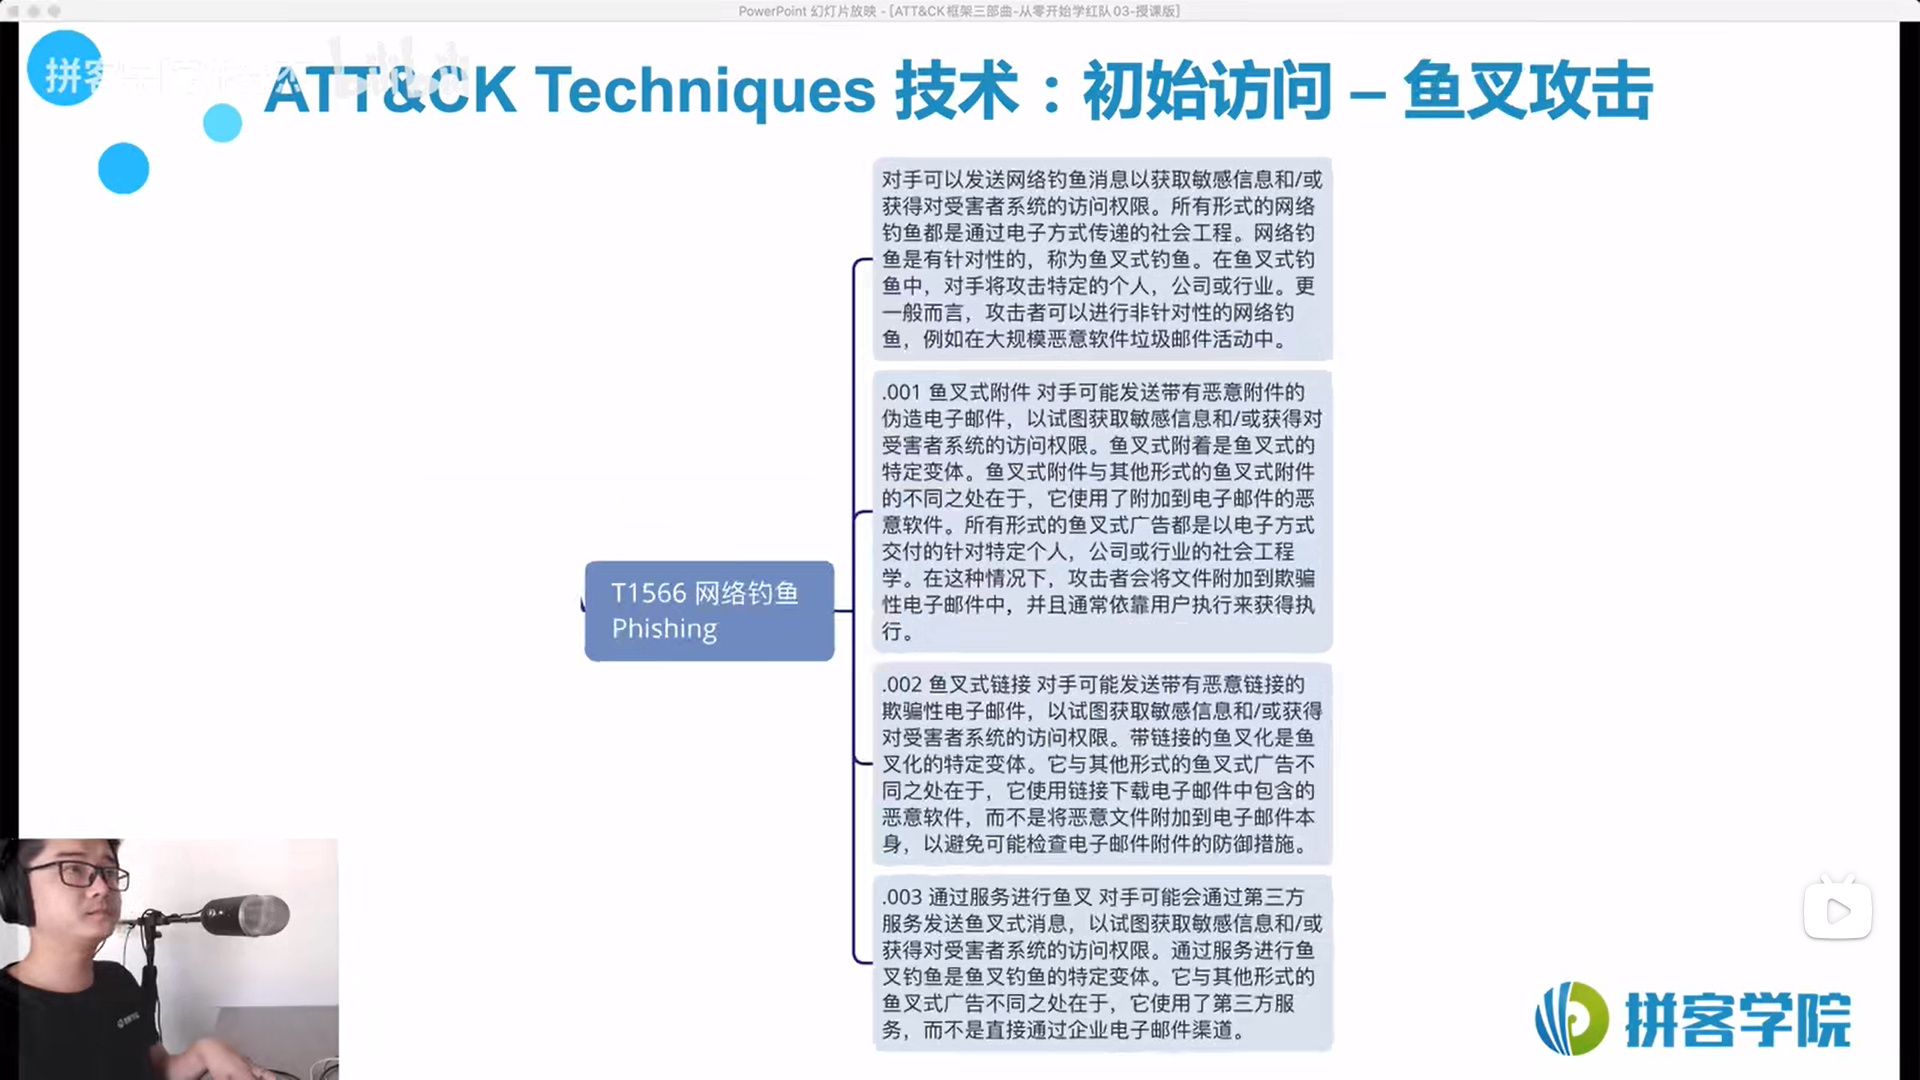 PowerPoint 幻灯片放映 - [ATT&CK框架三部曲-从零开始学红队03-授课版]
ATT&CK Techniques 技术：初始访问 – 鱼叉攻击
对手可以发送网络钓鱼消息以获取敏感信息和/或
获得对受害者系统的访问权限。所有形式的网络
钓鱼都是通过电子方式传递的社会工程。网络钓
鱼是有针对性的，称为鱼叉式钓鱼。在鱼叉式钓
鱼中，对手将攻击特定的个人，公司或行业。更
一般而言，攻击者可以进行非针对性的网络钓
鱼，例如在大规模恶意软件垃圾邮件活动中。
.001 鱼叉式附件 对手可能发送带有恶意附件的
伪造电子邮件，以试图获取敏感信息和/或获得对
受害者系统的访问权限。鱼叉式附着是鱼叉式的
特定变体。鱼叉式附件与其他形式的鱼叉式附件
的不同之处在于，它使用了附加到电子邮件的恶
意软件。所有形式的鱼叉式广告都是以电子方式
交付的针对特定个人，公司或行业的社会工程
学。在这种情况下，攻击者会将文件附加到欺骗
性电子邮件中，并且通常依靠用户执行来获得执
行。
T1566 网络钓鱼
Phishing
.002 鱼叉式链接 对手可能发送带有恶意链接的
欺骗性电子邮件，以试图获取敏感信息和/或获得
对受害者系统的访问权限。带链接的鱼叉化是鱼
叉化的特定变体。它与其他形式的鱼叉式广告不
同之处在于，它使用链接下载电子邮件中包含的
恶意软件，而不是将恶意文件附加到电子邮件本
身，以避免可能检查电子邮件附件的防御措施。
.003 通过服务进行鱼叉 对手可能会通过第三方
服务发送鱼叉式消息，以试图获取敏感信息和/或
获得对受害者系统的访问权限。通过服务进行鱼
叉钓鱼是鱼叉钓鱼的特定变体。它与其他形式的
鱼叉式广告不同之处在于，它使用了第三方服
务，而不是直接通过企业电子邮件渠道。
拼客学院